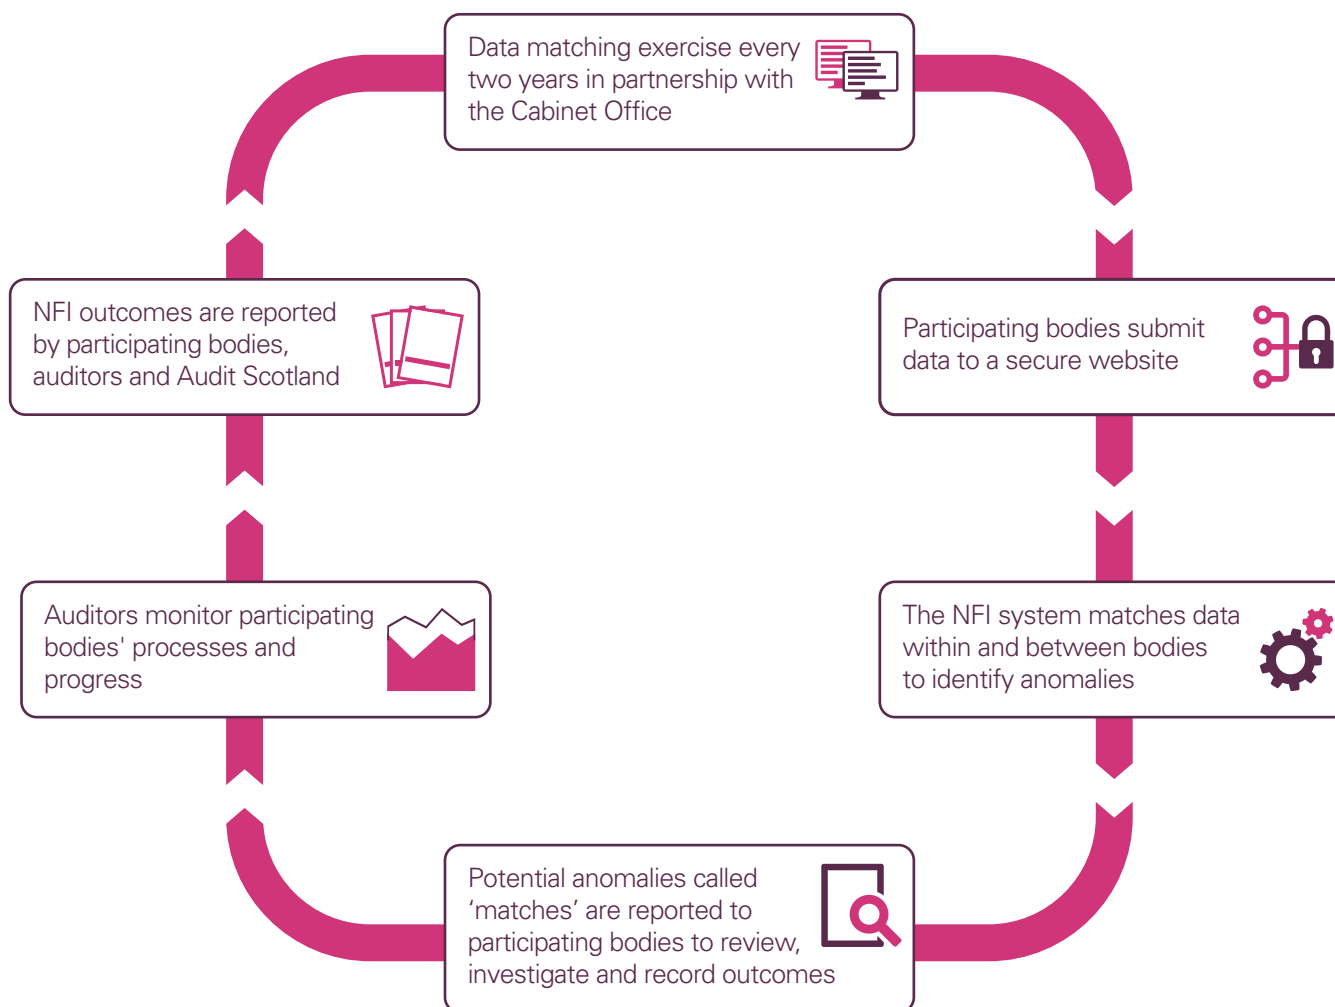 Data matching exercise every
two years in partnership with
the Cabinet Office
Participating bodies submit
data to a secure website
The NFI system matches data
within and between bodies
to identify anomalies
Potential anomalies called
‘matches’ are reported to
participating bodies to review,
investigate and record outcomes
Auditors monitor participating
bodies' processes and
progress
NFI outcomes are reported
by participating bodies,
auditors and Audit Scotland